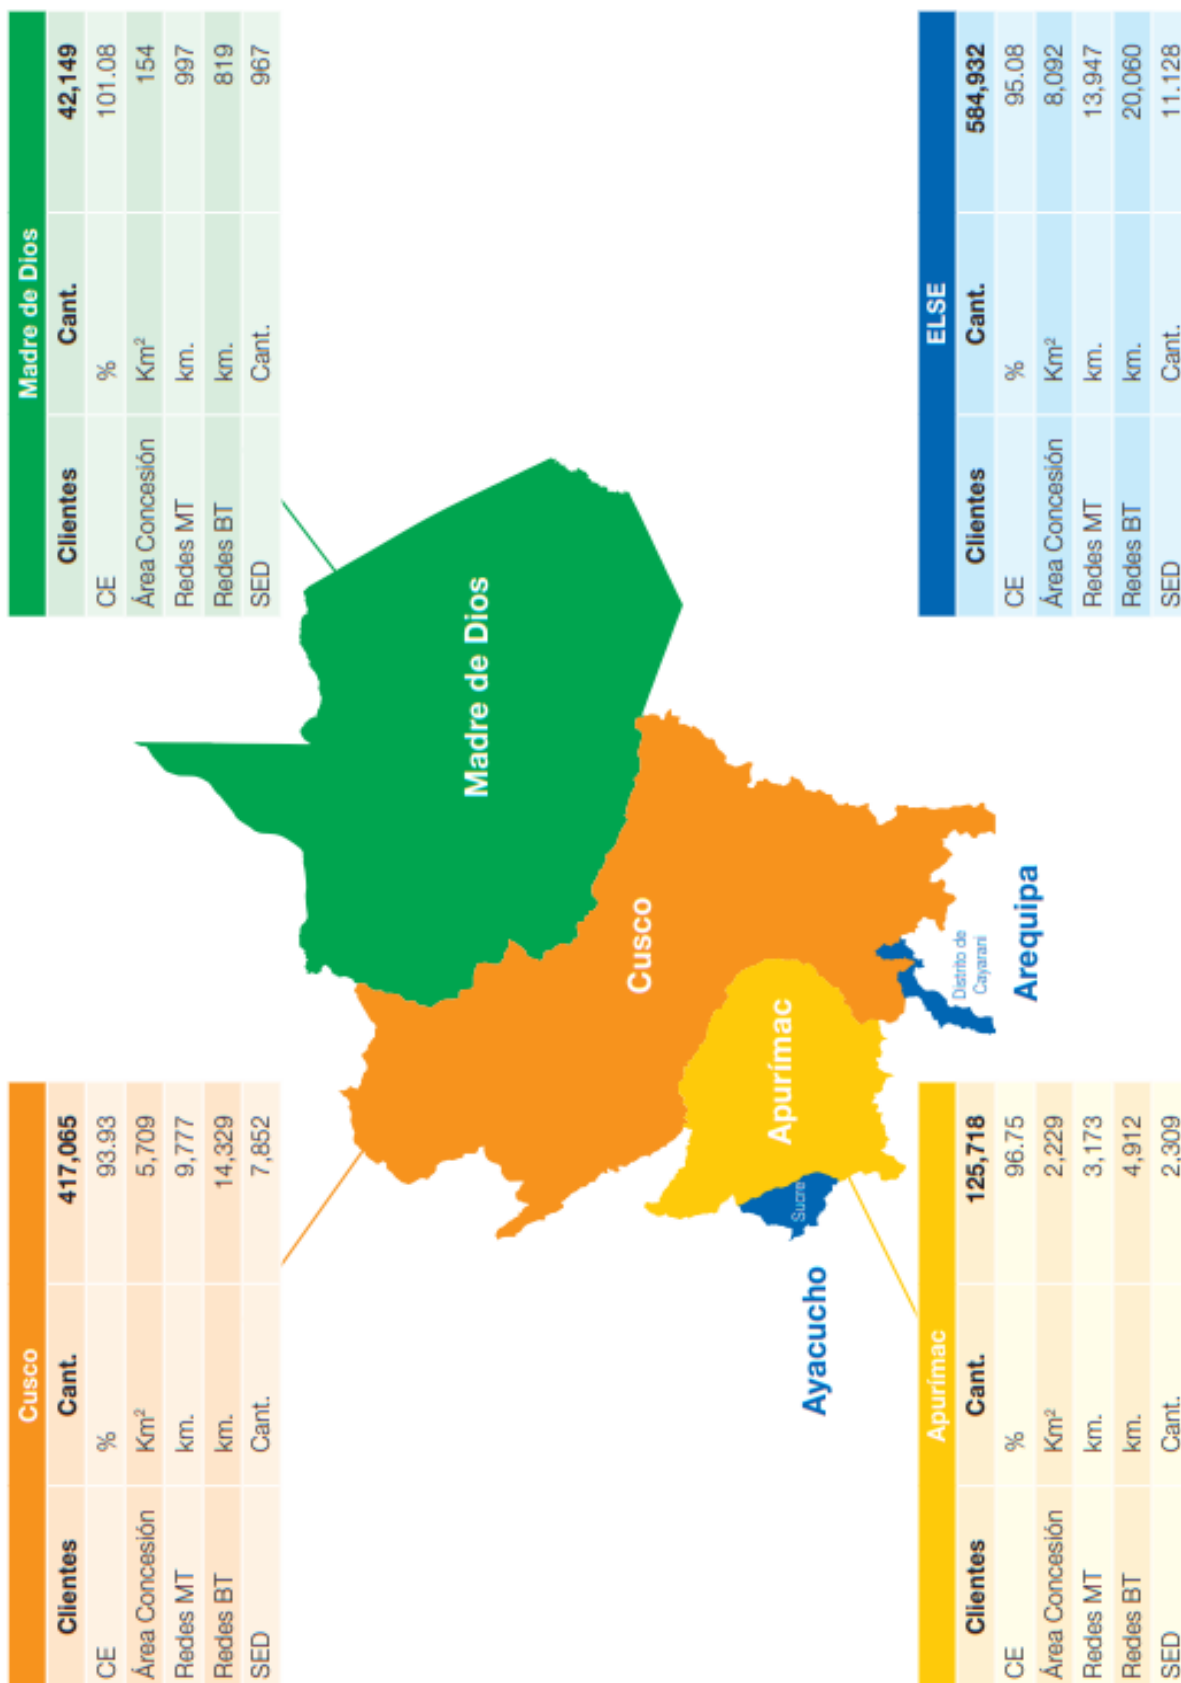 Cusco
Clientes Cant. 417,065
CE % 93.93
Área Concesión Km² 5,709
Redes MT km. 9,777
Redes BT km. 14,329
SED Cant. 7,852
Madre de Dios
Clientes Cant. 42,149
CE % 101.08
Área Concesión Km² 154
Redes MT km. 997
Redes BT km. 819
SED Cant. 967
Madre de Dios
Cusco
Apurímac
Sucre
Ayacucho
Distrito de
Cayarani
Arequipa
Apurímac
Clientes Cant. 125,718
CE % 96.75
Área Concesión Km² 2,229
Redes MT km. 3,173
Redes BT km. 4,912
SED Cant. 2,309
ELSE
Clientes Cant. 584,932
CE % 95.08
Área Concesión Km² 8,092
Redes MT km. 13,947
Redes BT km. 20,060
SED Cant. 11.128